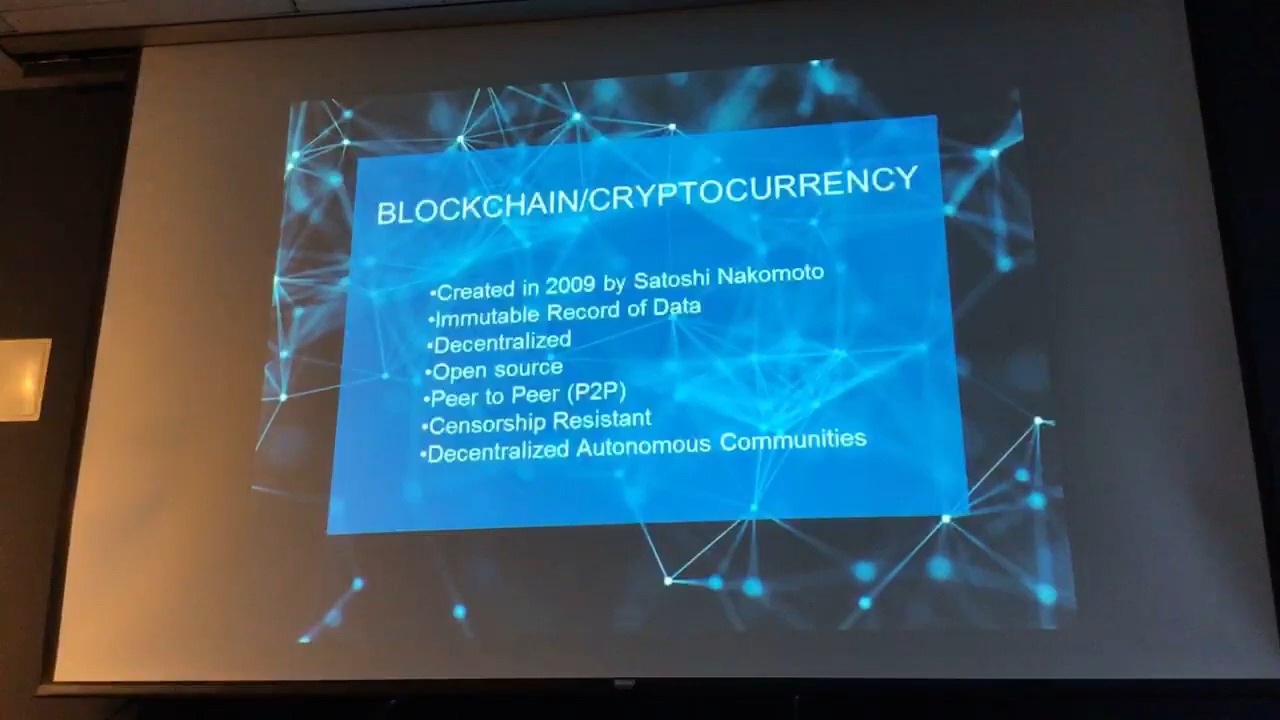 BLOCKCHAIN/CRYPTOCURRENCY
•Created in 2009 by Satoshi Nakomoto
•Immutable Record of Data
•Decentralized
•Open source
•Peer to Peer (P2P)
•Censorship Resistant
•Decentralized Autonomous Communities